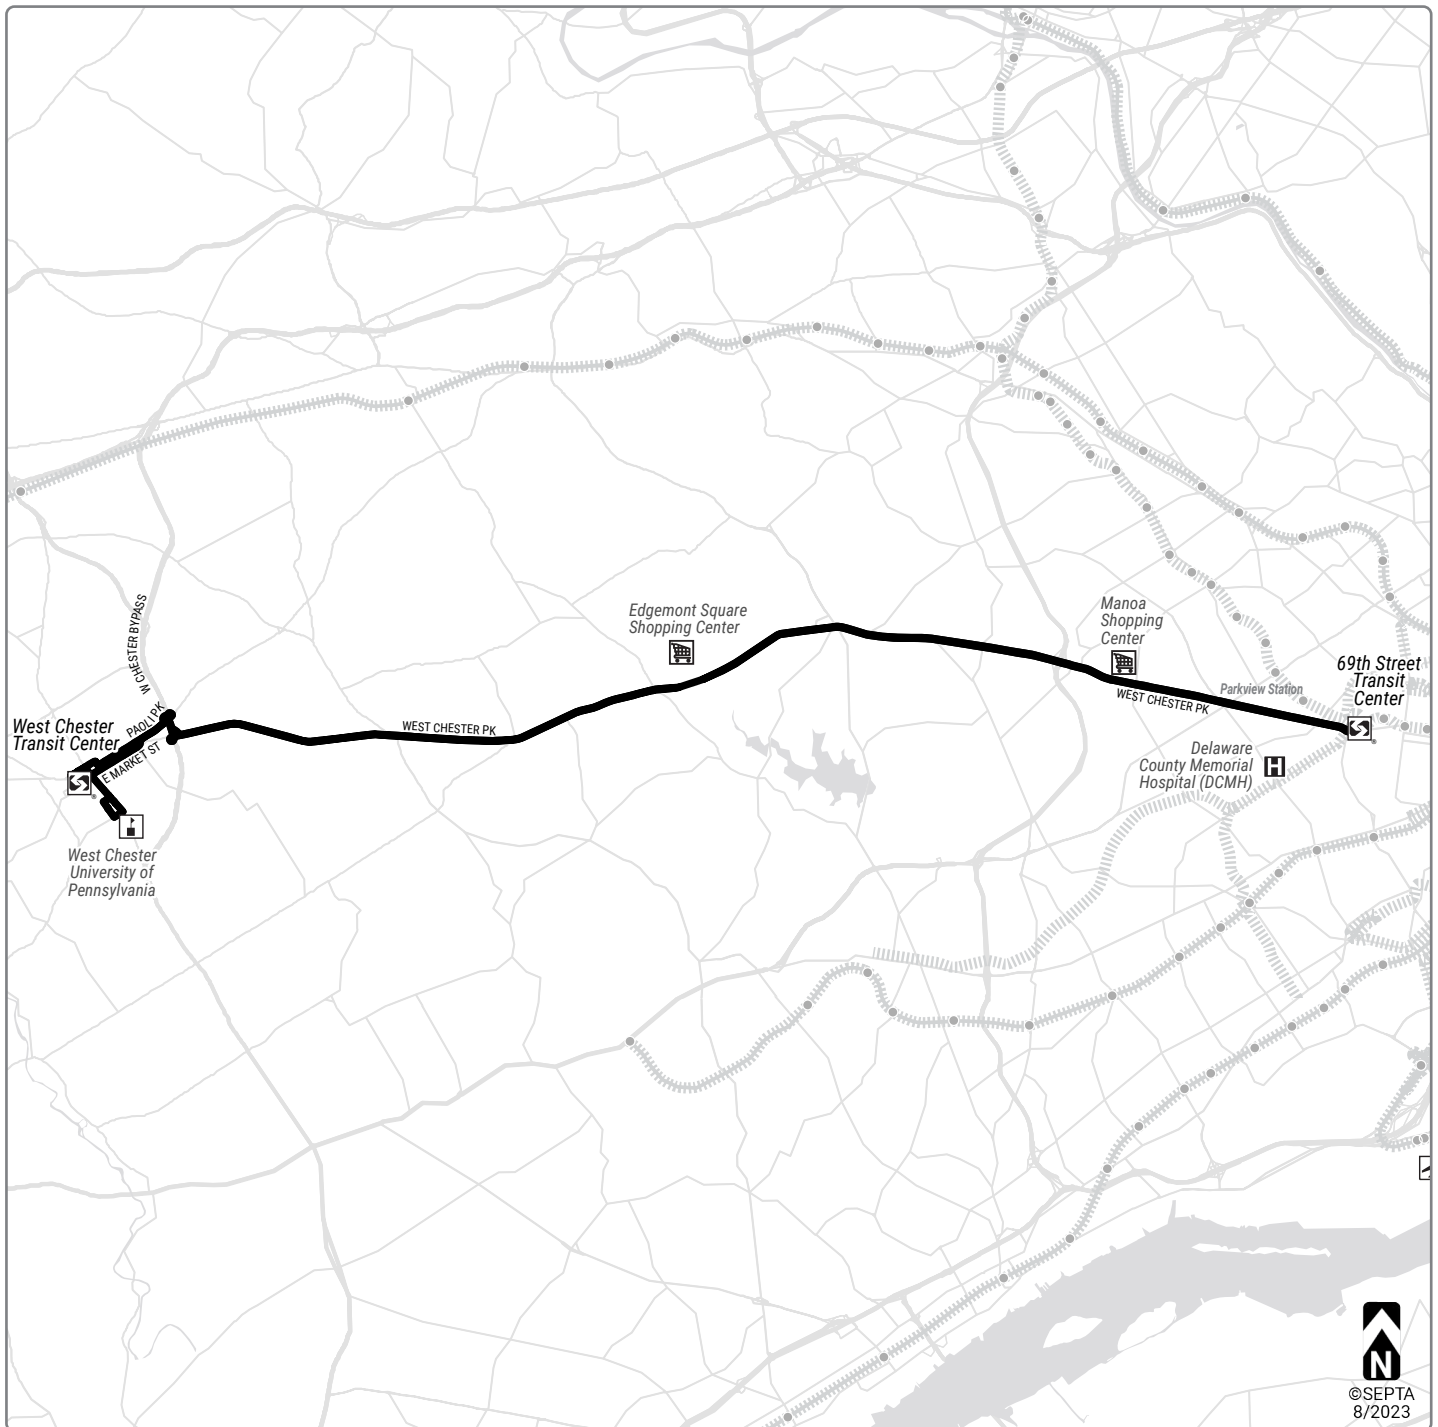 W CHESTER BYPASS
Edgemont Square
Shopping Center
Manoa
Shopping
Center
69th Street
Transit
Center
Parkview Station
WEST CHESTER PK
West Chester
Transit Center
PAOLI PK
E MARKET ST
WEST CHESTER PK
Delaware
County Memorial
Hospital (DCMH)
H
West Chester
University of
Pennsylvania
N
©SEPTA
8/2023